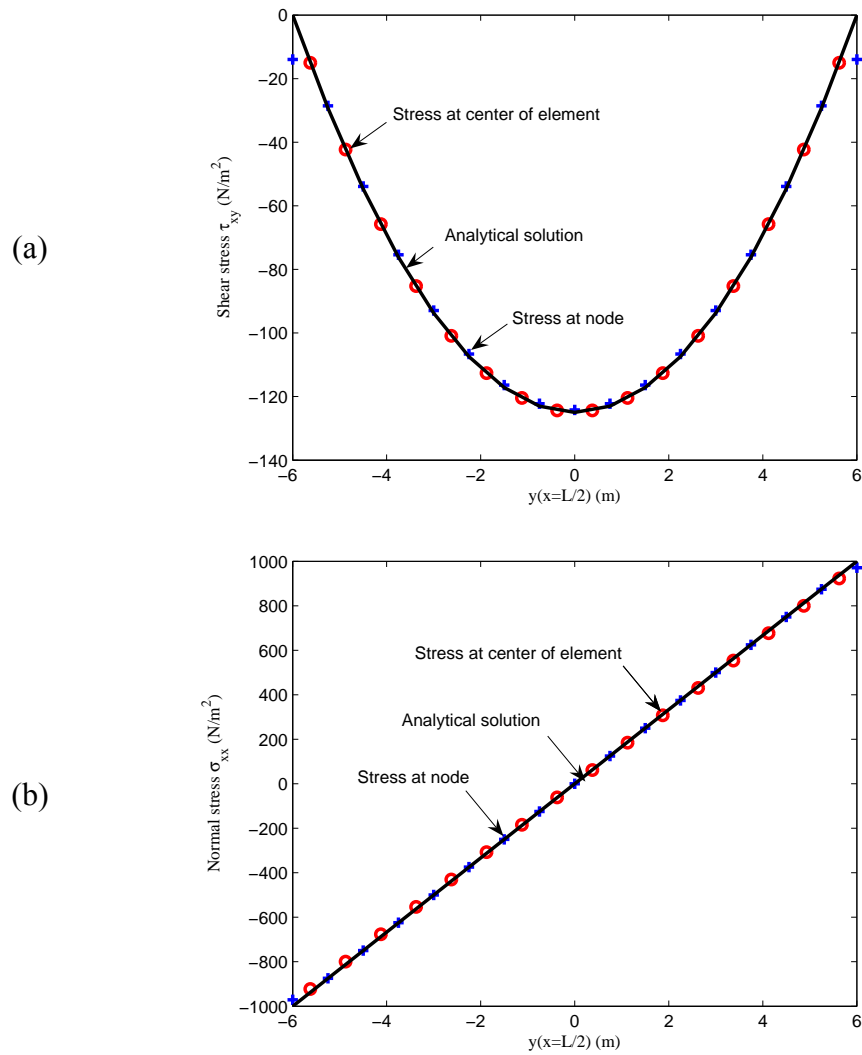 (a)
Shear stress τxy (N/m²)
0
−20
−40
−60
−80
−100
−120
−140
Stress at center of element
Analytical solution
Stress at node
−6 −4 −2 0 2 4 6
y(x=L/2) (m)
(b)
Normal stress σxx (N/m²)
1000
800
600
400
200
0
−200
−400
−600
−800
−1000
Stress at center of element
Analytical solution
Stress at node
−6 −4 −2 0 2 4 6
y(x=L/2) (m)